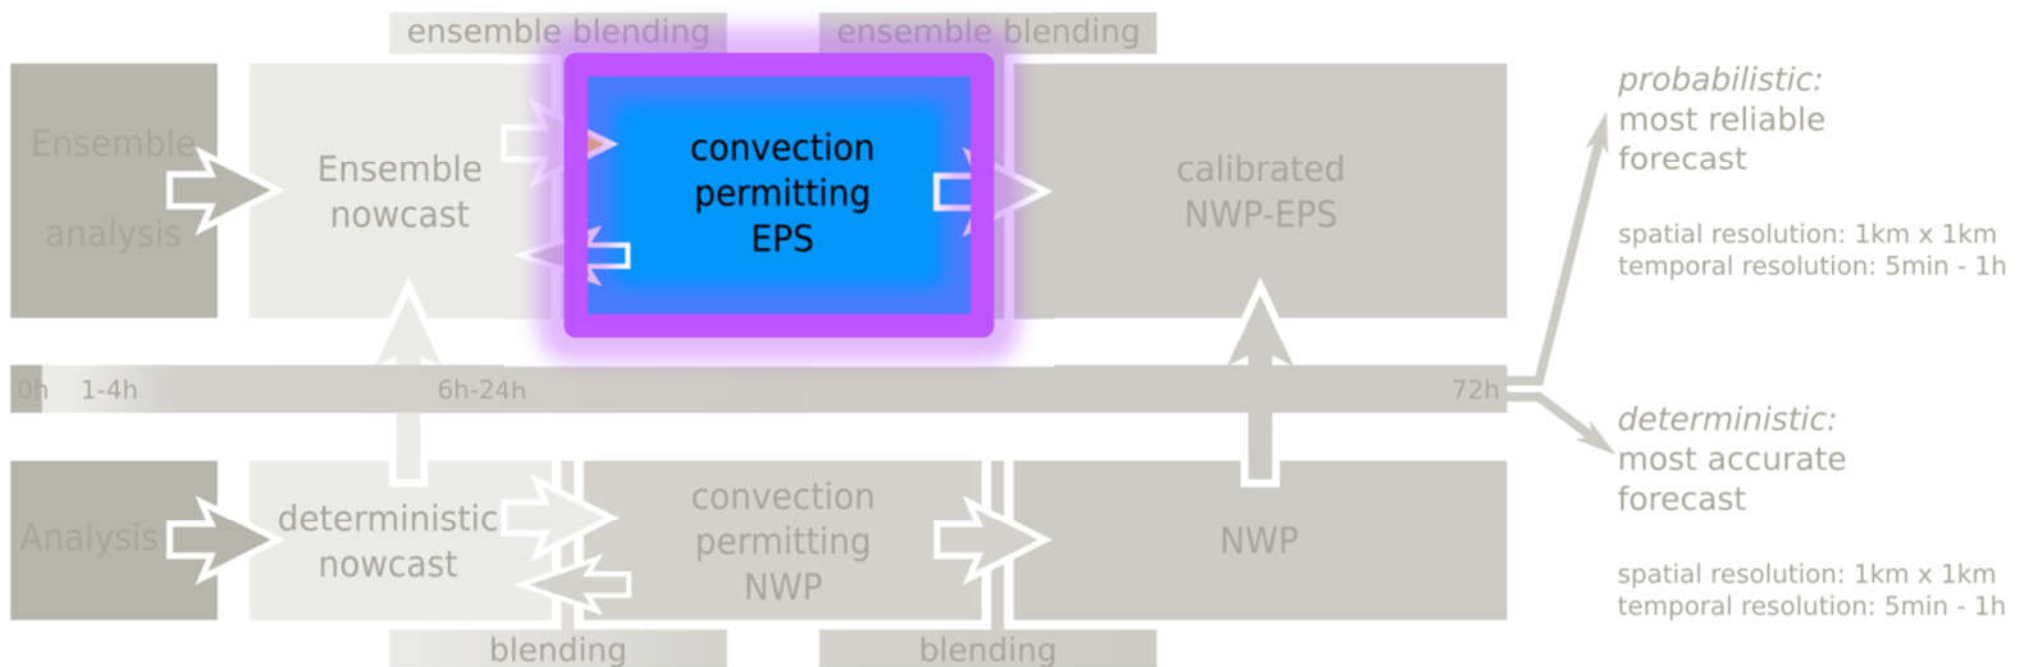 ensemble blending
ensemble blending
Ensemble
analysis
Ensemble
nowcast
convection
permitting
EPS
calibrated
NWP-EPS
probabilistic:
most reliable
forecast
spatial resolution: 1km x 1km
temporal resolution: 5min - 1h
0h
1-4h
6h-24h
72h
Analysis
deterministic
nowcast
convection
permitting
NWP
NWP
deterministic:
most accurate
forecast
spatial resolution: 1km x 1km
temporal resolution: 5min - 1h
blending
blending